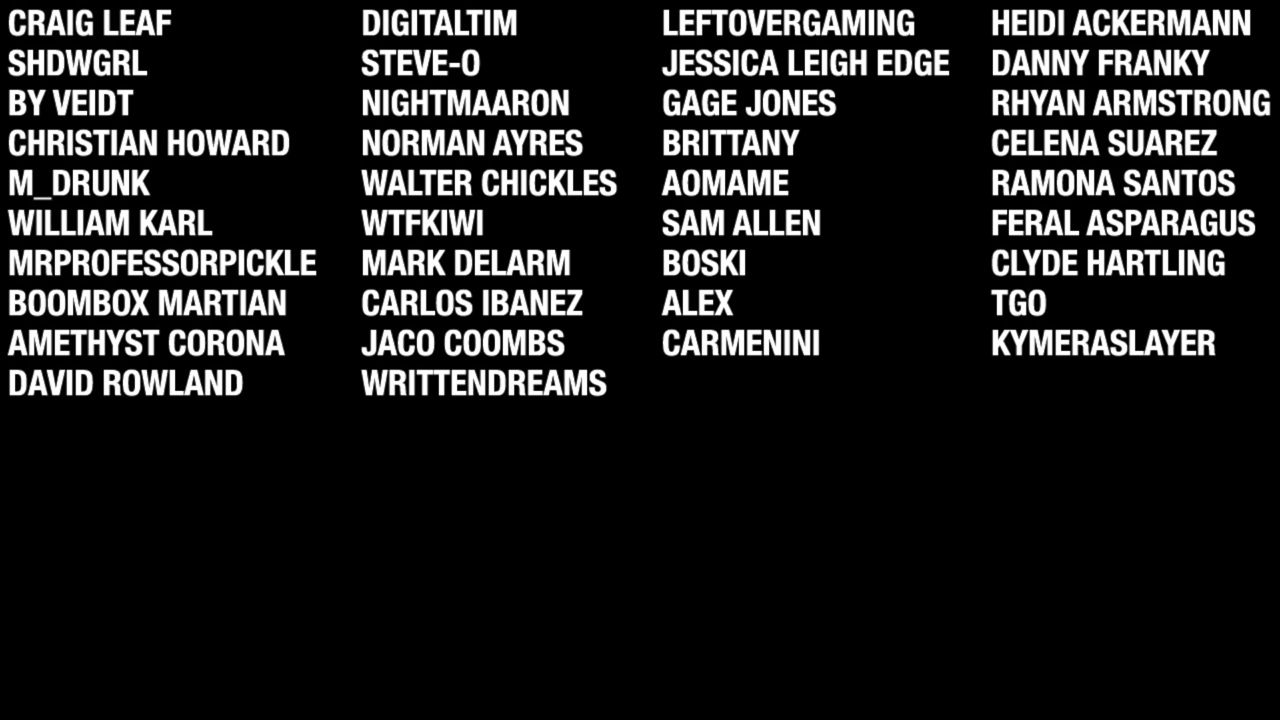 CRAIG LEAF
SHDWGRL
BY VEIDT
CHRISTIAN HOWARD
M_DRUNK
WILLIAM KARL
MRPROFESSORPICKLE
BOOMBOX MARTIAN
AMETHYST CORONA
DAVID ROWLAND
DIGITALTIM
STEVE-O
NIGHTMAARON
NORMAN AYRES
WALTER CHICKLES
WTFKIWI
MARK DELARM
CARLOS IBANEZ
JACO COOMBS
WRITTENDREAMS
LEFTOVERGAMING
JESSICA LEIGH EDGE
GAGE JONES
BRITTANY
AOMAME
SAM ALLEN
BOSKI
ALEX
CARMENINI
HEIDI ACKERMANN
DANNY FRANKY
RHYAN ARMSTRONG
CELENA SUAREZ
RAMONA SANTOS
FERAL ASPARAGUS
CLYDE HARTLING
TGO
KYMERASLAYER